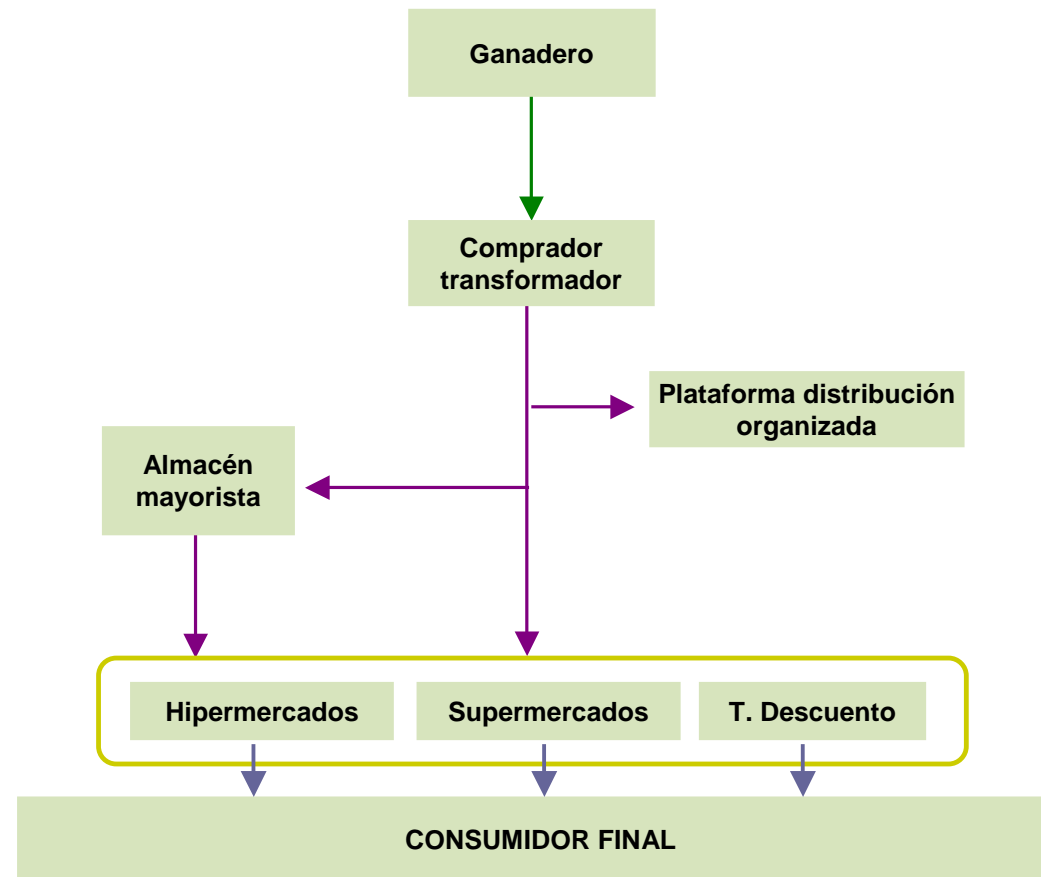 Ganadero
Comprador
transformador
Plataforma distribución
organizada
Almacén
mayorista
Hipermercados
Supermercados
T. Descuento
CONSUMIDOR FINAL